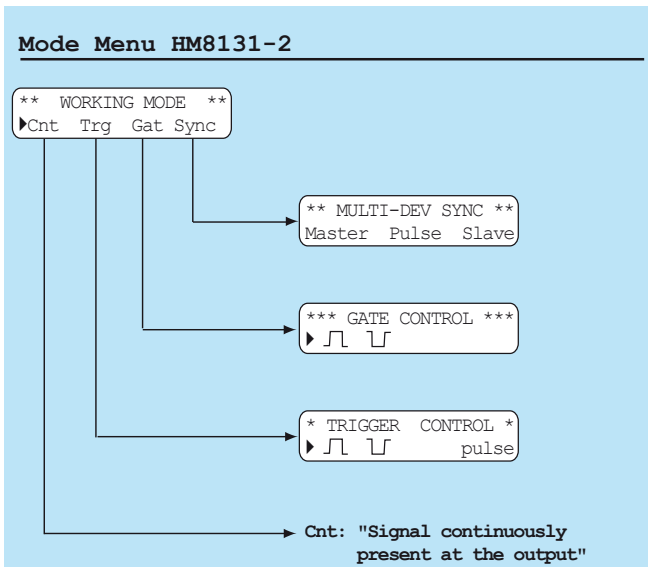 Mode Menu HM8131-2
** WORKING MODE **
Cnt Trg Gat Sync
** MULTI-DEV SYNC **
Master Pulse Slave
*** GATE CONTROL ***
* TRIGGER CONTROL *
pulse
Cnt: "Signal continuously
present at the output"